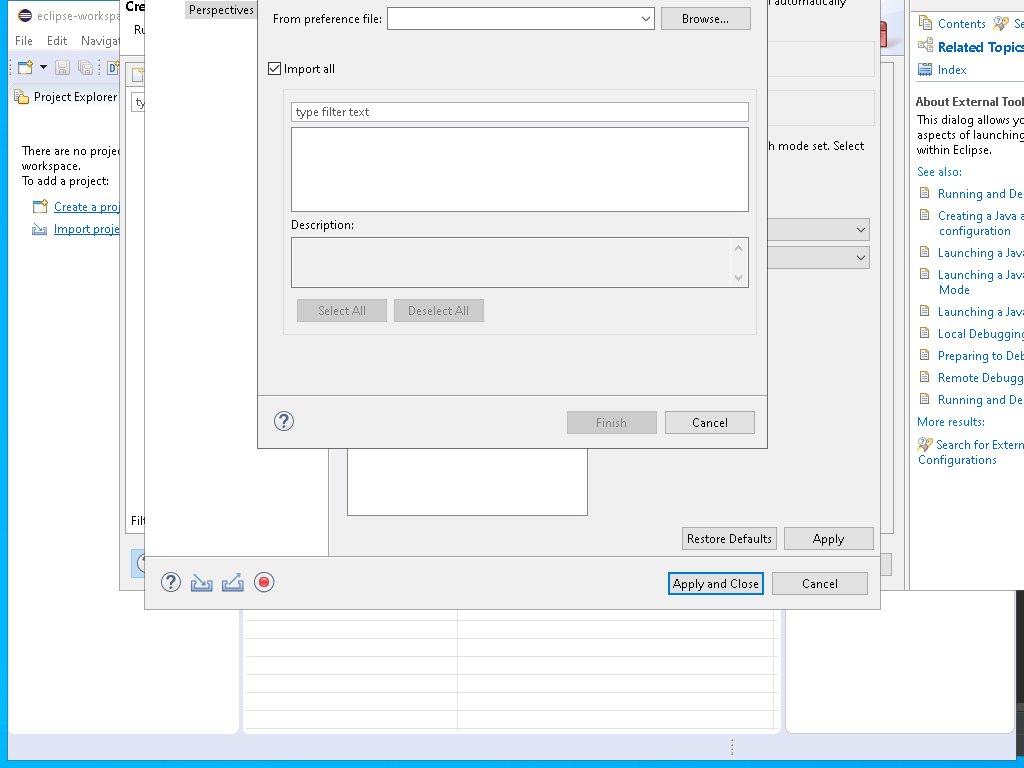 eclipse-workspa
File Edit Navigat
Project Explorer
There are no projec
workspace.
To add a project:
Create a proj
Import proje
Cre
Ru
ty
Filt
Perspectives
From preference file:
Browse...
Import all
type filter text
Description:
Select All
Deselect All
Finish
Cancel
automatically
h mode set. Select
Restore Defaults
Apply
Apply and Close
Cancel
Contents
Se
Related Topics
Index
About External Tool
This dialog allows yo
aspects of launching
within Eclipse.
See also:
Running and De
Creating a Java a
configuration
Launching a Java
Launching a Java
Mode
Launching a Java
Local Debugging
Preparing to Deb
Remote Debugg
Running and De
More results:
Search for Extern
Configurations